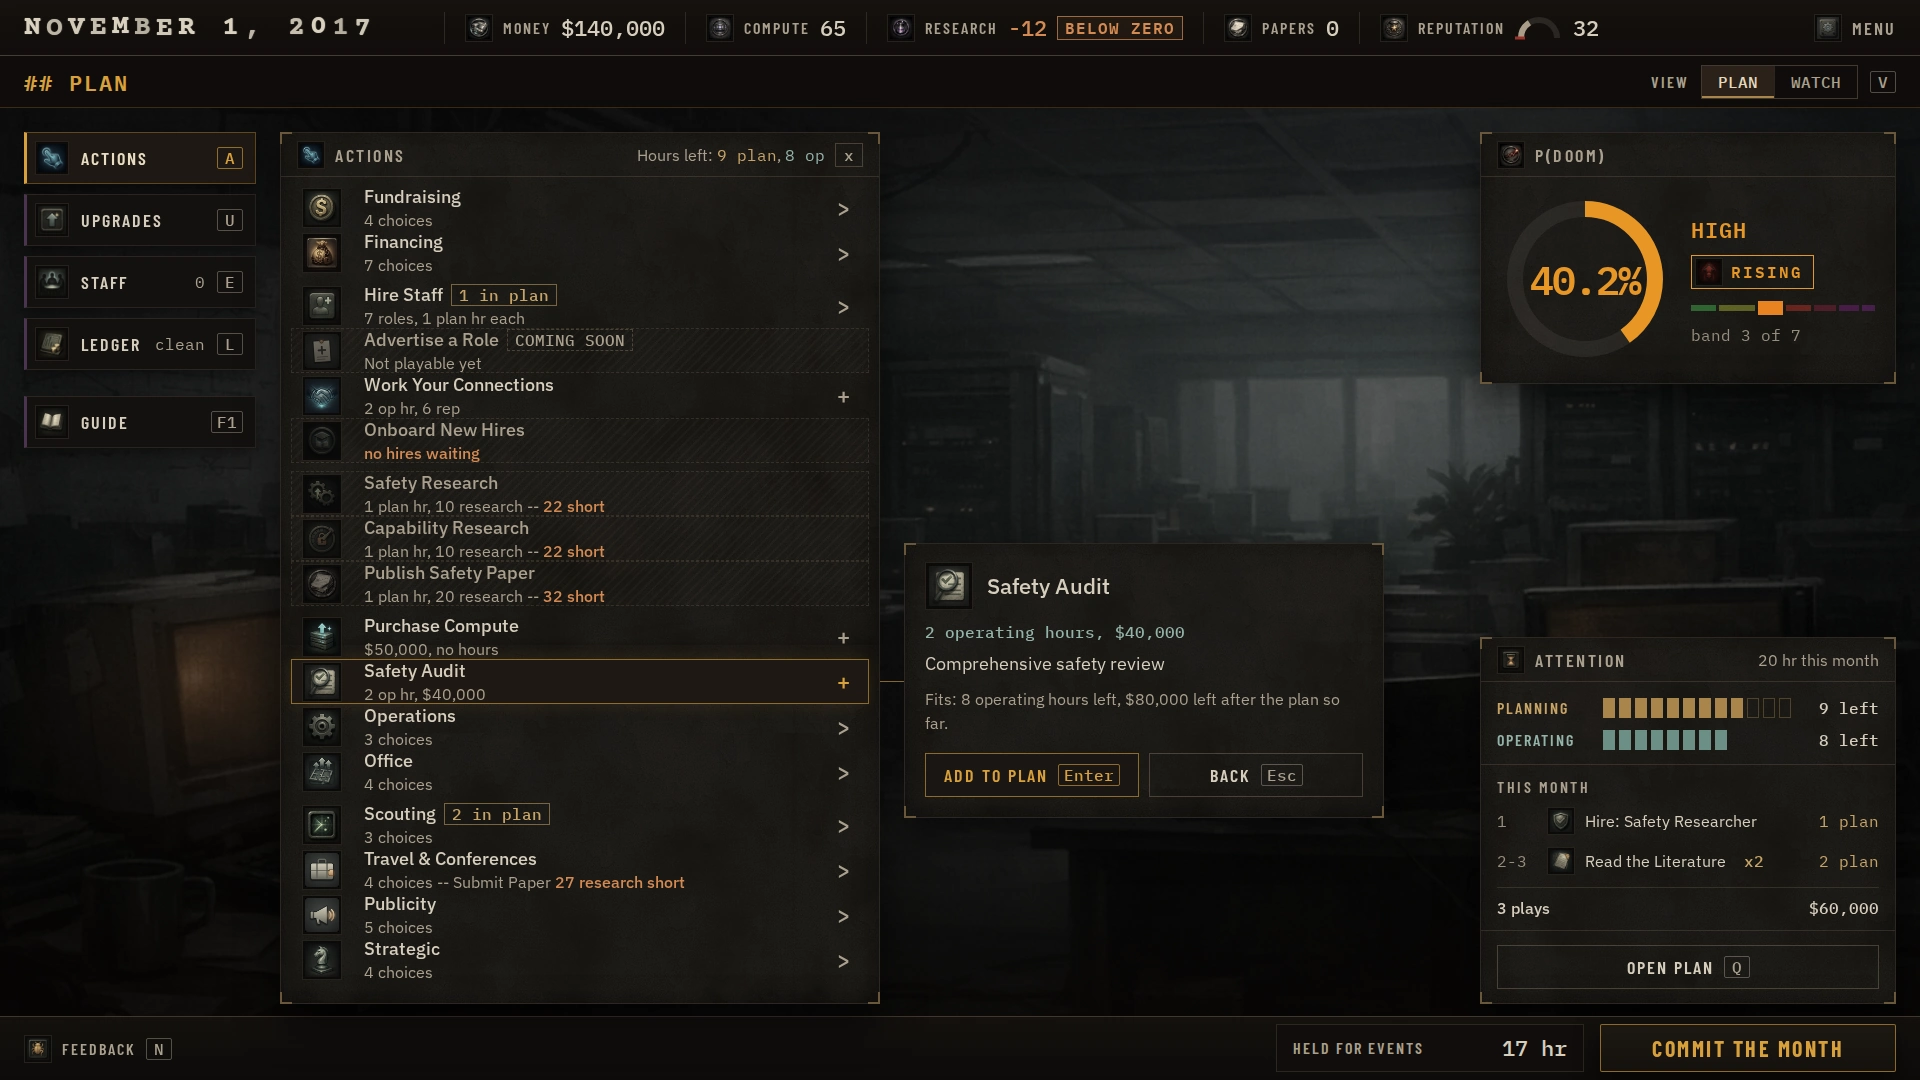 NOVEMBER 1, 2017
MONEY $140,000
COMPUTE 65
RESEARCH -12 BELOW ZERO
PAPERS 0
REPUTATION 32
MENU
## PLAN
VIEW PLAN WATCH V
ACTIONS A
UPGRADES U
STAFF 0 E
LEDGER clean L
GUIDE F1
ACTIONS Hours left: 9 plan, 8 op x
Fundraising
4 choices >
Financing
7 choices >
Hire Staff 1 in plan
7 roles, 1 plan hr each >
Advertise a Role COMING SOON
Not playable yet
Work Your Connections
2 op hr, 6 rep +
Onboard New Hires
no hires waiting
Safety Research
1 plan hr, 10 research -- 22 short
Capability Research
1 plan hr, 10 research -- 22 short
Publish Safety Paper
1 plan hr, 20 research -- 32 short
Purchase Compute
$50,000, no hours +
Safety Audit
2 op hr, $40,000 +
Operations
3 choices >
Office
4 choices >
Scouting 2 in plan
3 choices >
Travel & Conferences
4 choices -- Submit Paper 27 research short >
Publicity
5 choices >
Strategic
4 choices >
Safety Audit
2 operating hours, $40,000
Comprehensive safety review
Fits: 8 operating hours left, $80,000 left after the plan so
far.
ADD TO PLAN Enter
BACK Esc
P(DOOM)
40.2%
HIGH
RISING
band 3 of 7
ATTENTION 20 hr this month
PLANNING 9 left
OPERATING 8 left
THIS MONTH
1 Hire: Safety Researcher 1 plan
2-3 Read the Literature x2 2 plan
3 plays $60,000
OPEN PLAN Q
FEEDBACK N
HELD FOR EVENTS 17 hr
COMMIT THE MONTH